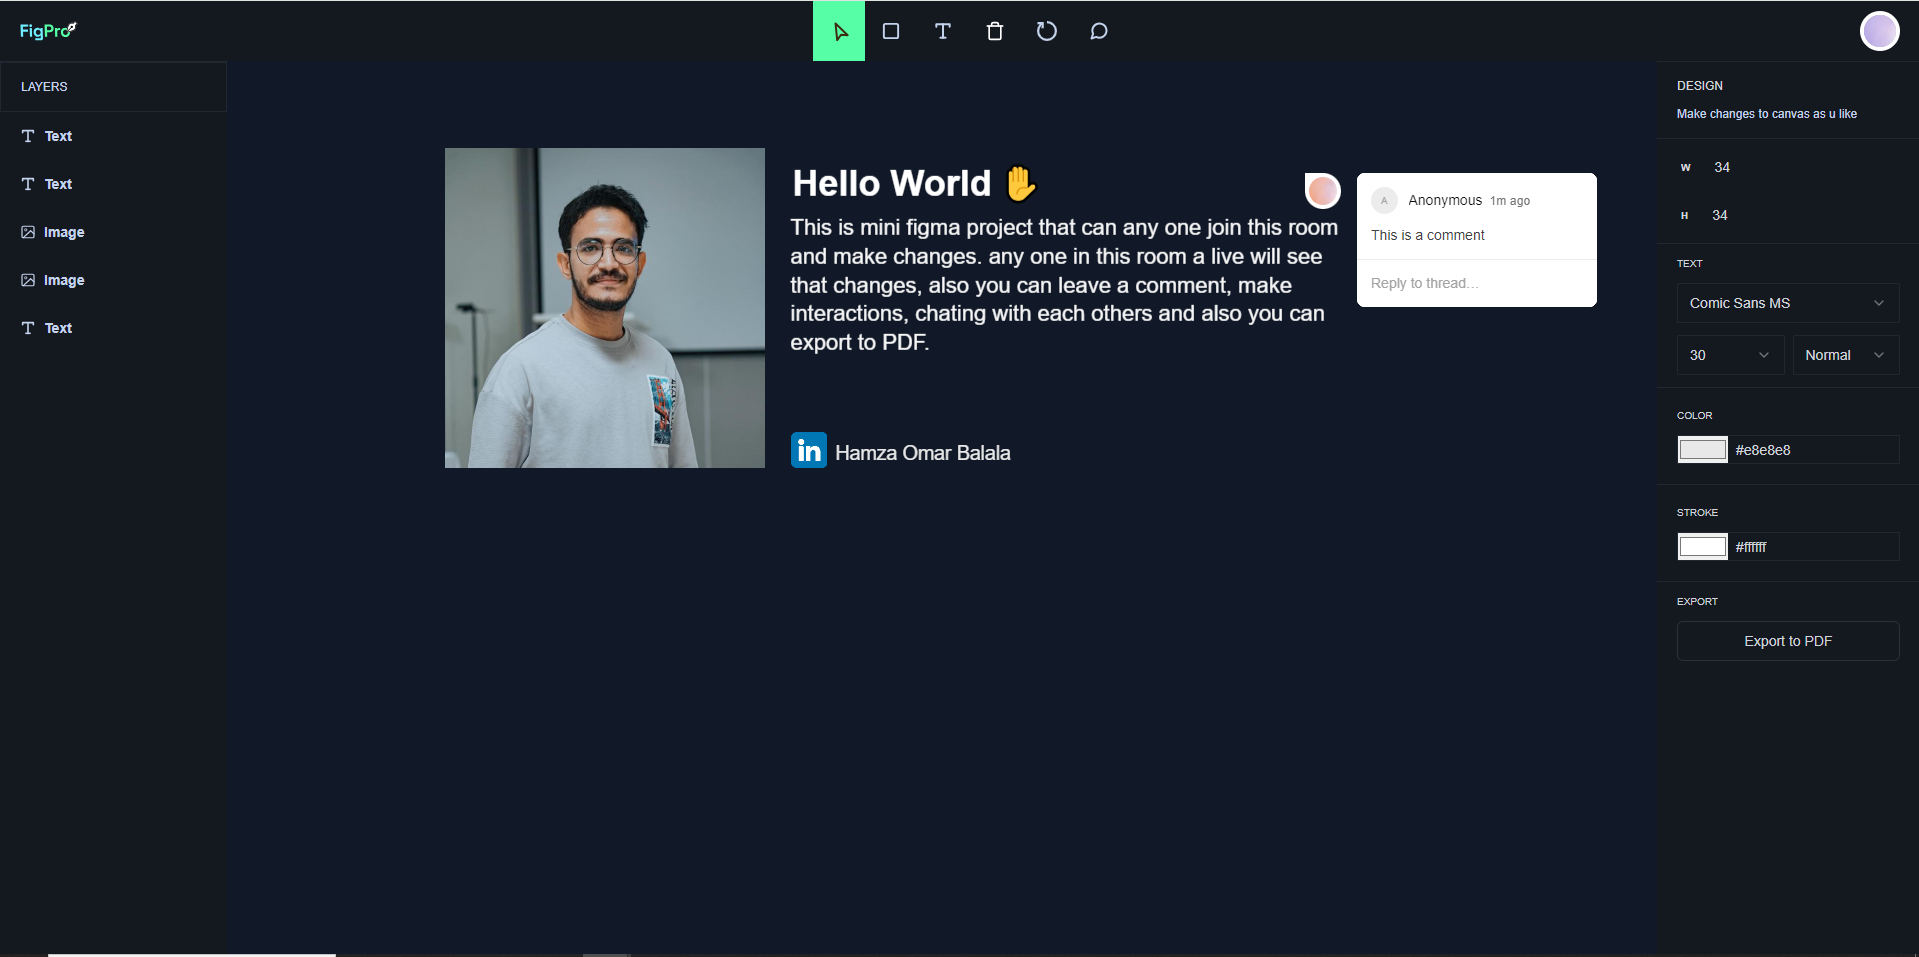 FigPro
LAYERS
Text
Text
Image
Image
Text
Hello World ✋
This is mini figma project that can any one join this room
and make changes. any one in this room a live will see
that changes, also you can leave a comment, make
interactions, chating with each others and also you can
export to PDF.
in Hamza Omar Balala
A Anonymous 1m ago
This is a comment
Reply to thread…
DESIGN
Make changes to canvas as u like
W 34
H 34
TEXT
Comic Sans MS
30 Normal
COLOR
#e8e8e8
STROKE
#ffffff
EXPORT
Export to PDF